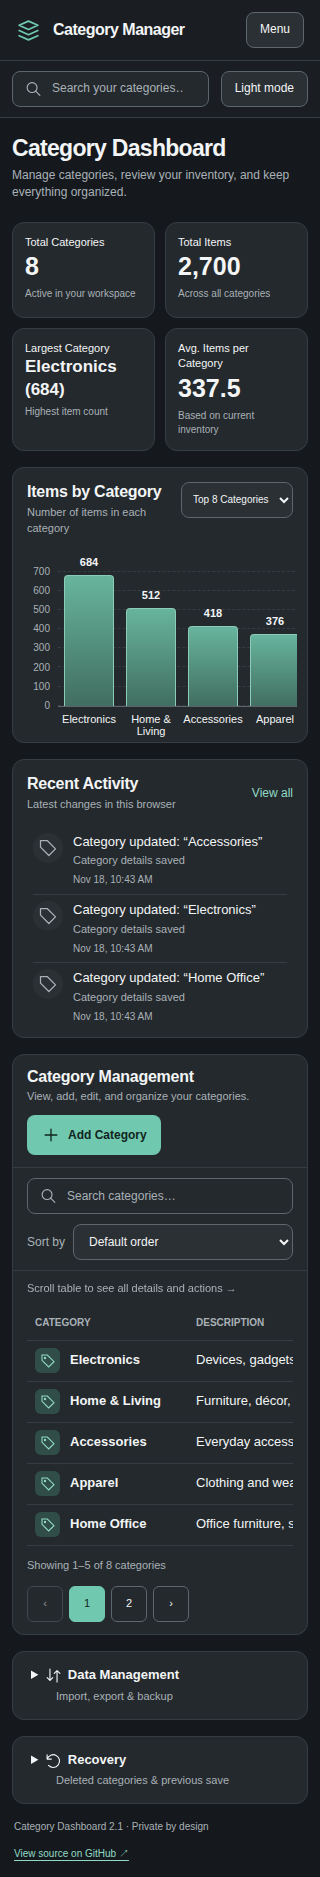 Category Manager
Menu
Search your categories..
Light mode
Category Dashboard
Manage categories, review your inventory, and keep
everything organized.
Total Categories
8
Active in your workspace
Total Items
2,700
Across all categories
Largest Category
Electronics
(684)
Highest item count
Avg. Items per
Category
337.5
Based on current
inventory
Items by Category
Number of items in each
category
Top 8 Categories
684
512
418
376
700
600
500
400
300
200
100
0
Electronics
Home &
Living
Accessories
Apparel
Recent Activity
Latest changes in this browser
View all
Category updated: “Accessories”
Category details saved
Nov 18, 10:43 AM
Category updated: “Electronics”
Category details saved
Nov 18, 10:43 AM
Category updated: “Home Office”
Category details saved
Nov 18, 10:43 AM
Category Management
View, add, edit, and organize your categories.
Add Category
Search categories…
Sort by
Default order
Scroll table to see all details and actions →
CATEGORY DESCRIPTION
Electronics Devices, gadgets
Home & Living Furniture, décor,
Accessories Everyday access
Apparel Clothing and wea
Home Office Office furniture, s
Showing 1–5 of 8 categories
‹ 1 2 ›
Data Management
Import, export & backup
Recovery
Deleted categories & previous save
Category Dashboard 2.1 · Private by design
View source on GitHub ↗